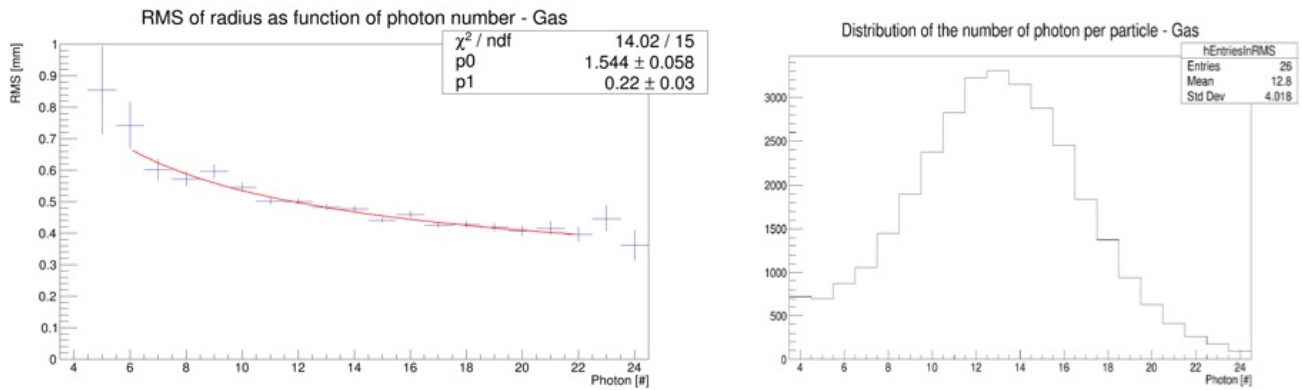 RMS of radius as function of photon number - Gas
χ² / ndf 14.02 / 15
p0 1.544 ± 0.058
p1 0.22 ± 0.03
RMS [mm]
1
0.9
0.8
0.7
0.6
0.5
0.4
0.3
0.2
0.1
0
4 6 8 10 12 14 16 18 20 22 24
Photon [#]
Distribution of the number of photon per particle - Gas
hEntriesInRMS
Entries 26
Mean 12.8
Std Dev 4.018
3000
2500
2000
1500
1000
500
0
4 6 8 10 12 14 16 18 20 22 24
Photon [#]